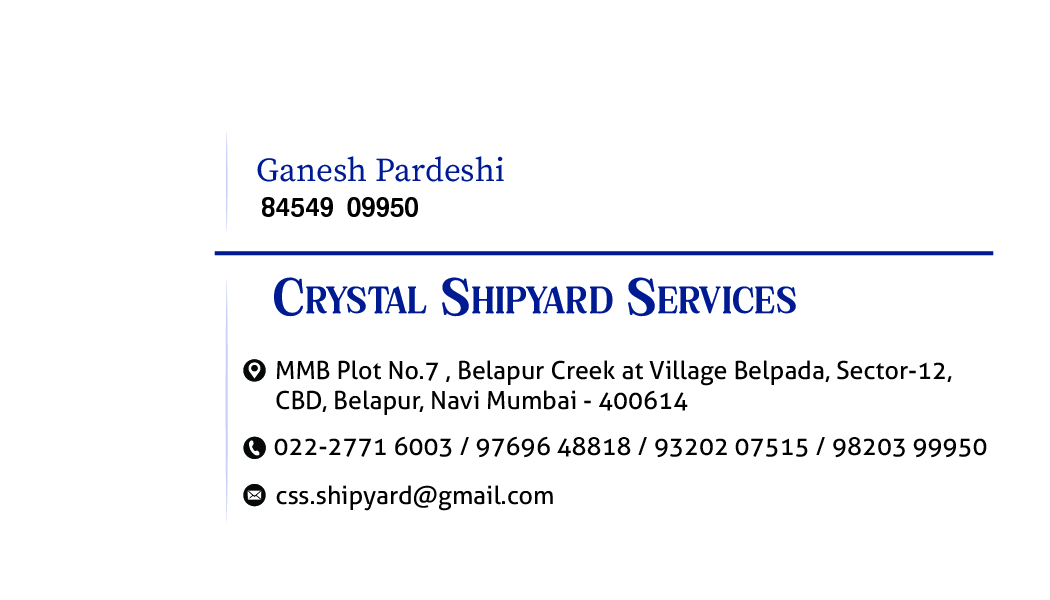 Ganesh Pardeshi
84549 09950
Crystal Shipyard Services
MMB Plot No.7 , Belapur Creek at Village Belpada, Sector-12,
CBD, Belapur, Navi Mumbai - 400614
022-2771 6003 / 97696 48818 / 93202 07515 / 98203 99950
css.shipyard@gmail.com